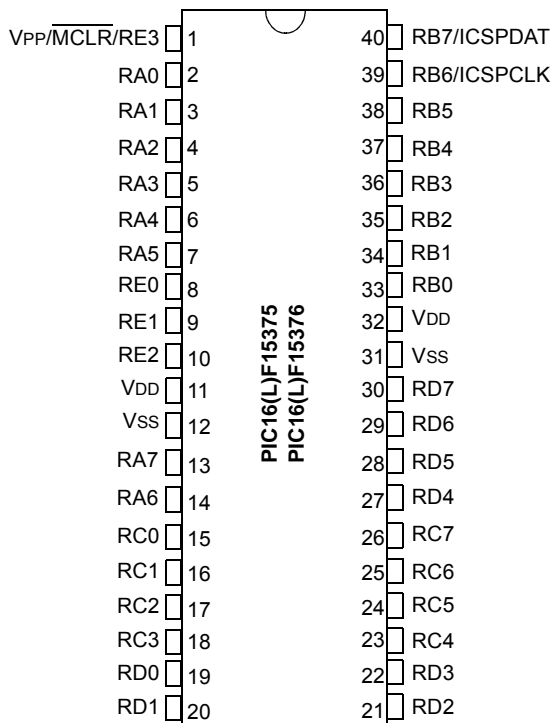 VPP/MCLR/RE3 1 40 RB7/ICSPDAT
RA0 2 39 RB6/ICSPCLK
RA1 3 38 RB5
RA2 4 37 RB4
RA3 5 36 RB3
RA4 6 35 RB2
RA5 7 34 RB1
RE0 8 33 RB0
RE1 9 32 VDD
RE2 10 31 VSS
VDD 11 30 RD7
VSS 12 29 RD6
RA7 13 28 RD5
RA6 14 27 RD4
RC0 15 26 RC7
RC1 16 25 RC6
RC2 17 24 RC5
RC3 18 23 RC4
RD0 19 22 RD3
RD1 20 21 RD2
PIC16(L)F15375
PIC16(L)F15376